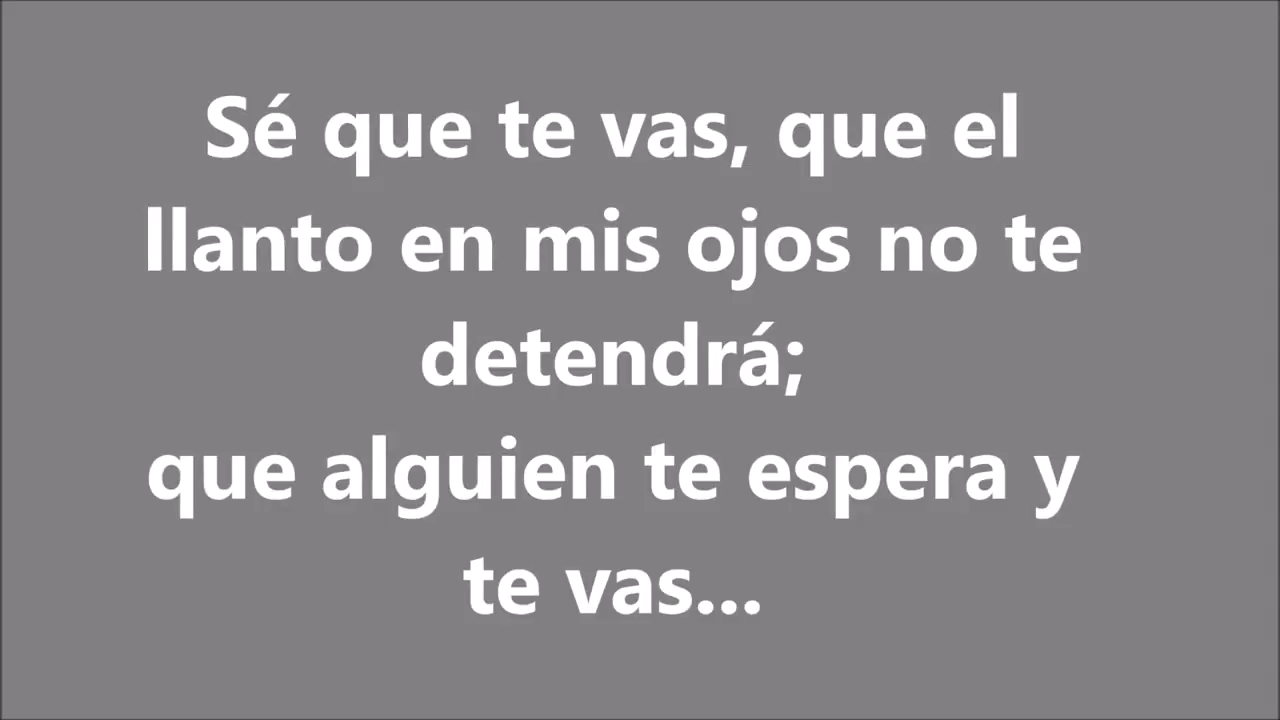 Sé que te vas, que el
llanto en mis ojos no te
detendrá;
que alguien te espera y
te vas...